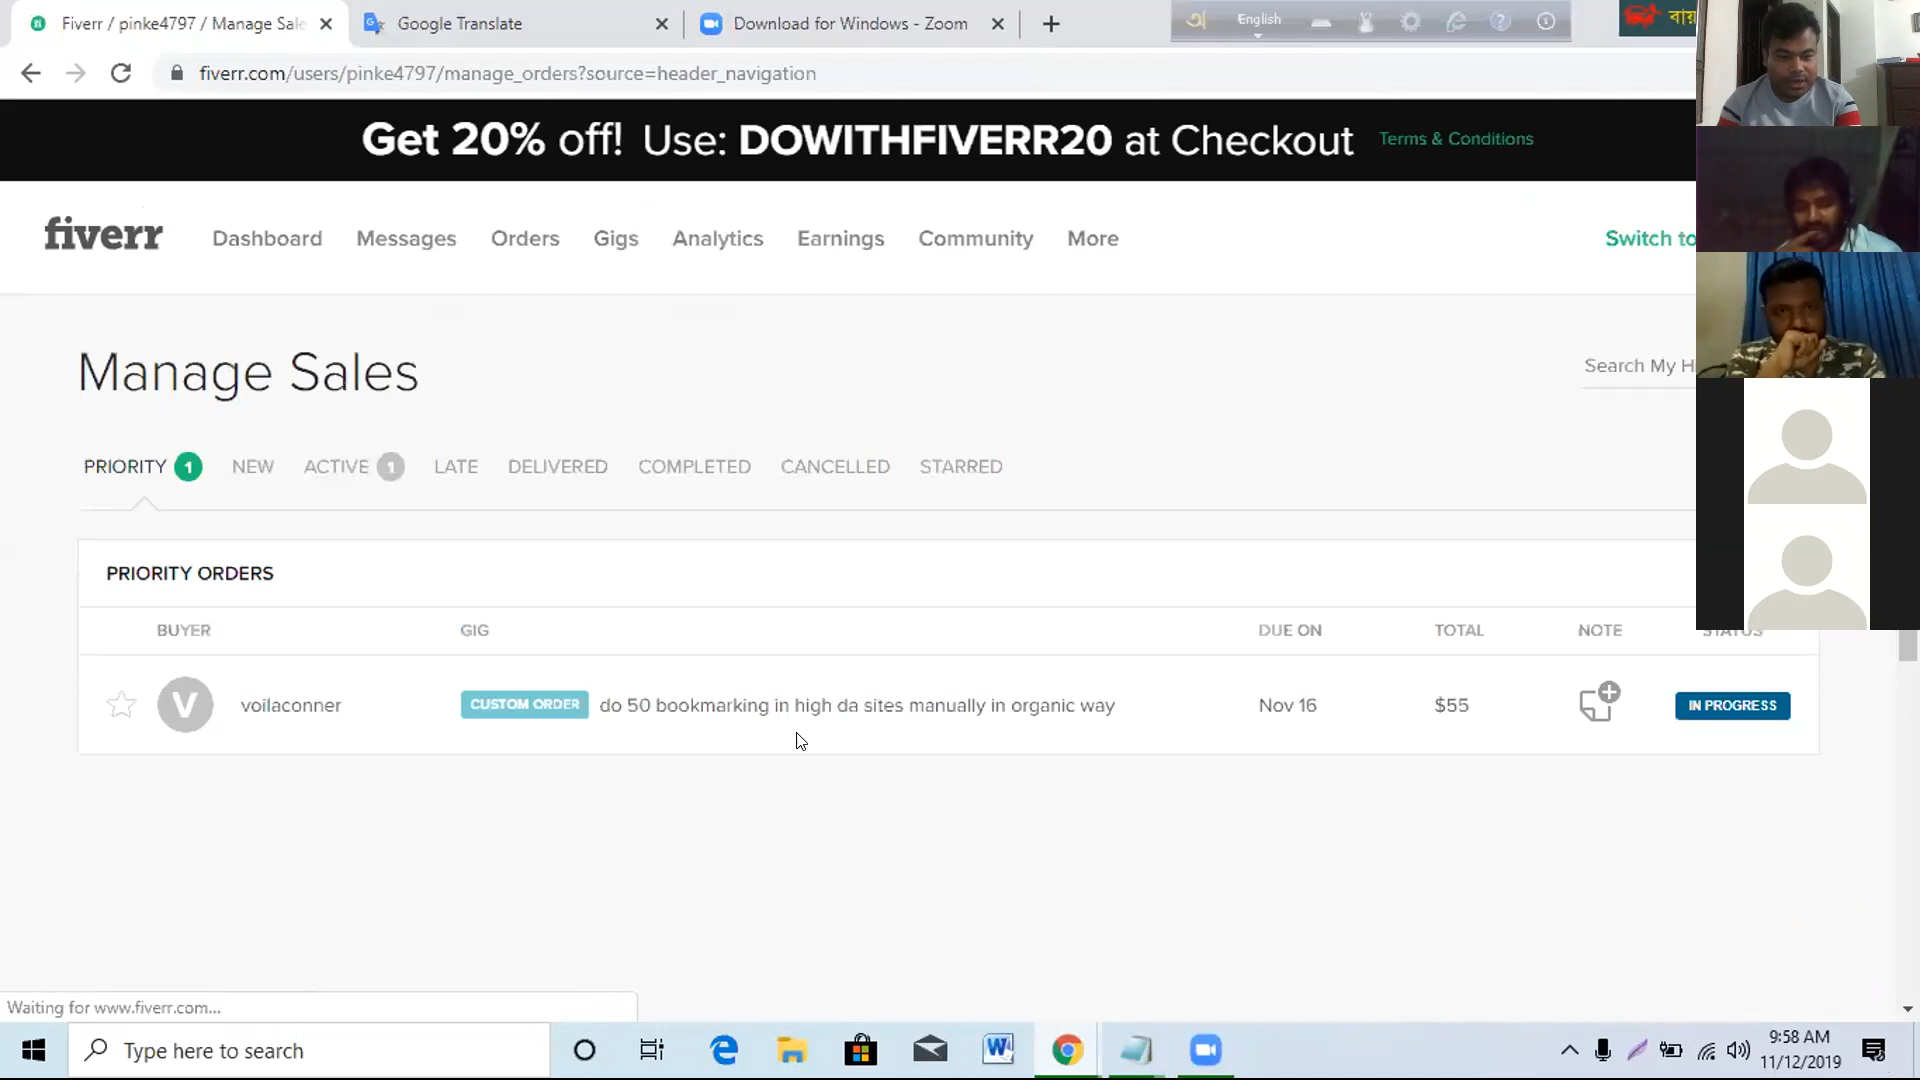 Fiverr / pinke4797 / Manage Sale
Google Translate
Download for Windows - Zoom
অ English
বায়
fiverr.com/users/pinke4797/manage_orders?source=header_navigation
Get 20% off! Use: DOWITHFIVERR20 at Checkout Terms & Conditions
fiverr Dashboard Messages Orders Gigs Analytics Earnings Community More Switch to
Manage Sales
Search My Hi
PRIORITY 1 NEW ACTIVE 1 LATE DELIVERED COMPLETED CANCELLED STARRED
PRIORITY ORDERS
BUYER GIG DUE ON TOTAL NOTE STATUS
V voilaconner CUSTOM ORDER do 50 bookmarking in high da sites manually in organic way Nov 16 $55 IN PROGRESS
Waiting for www.fiverr.com...
Type here to search
9:58 AM
11/12/2019